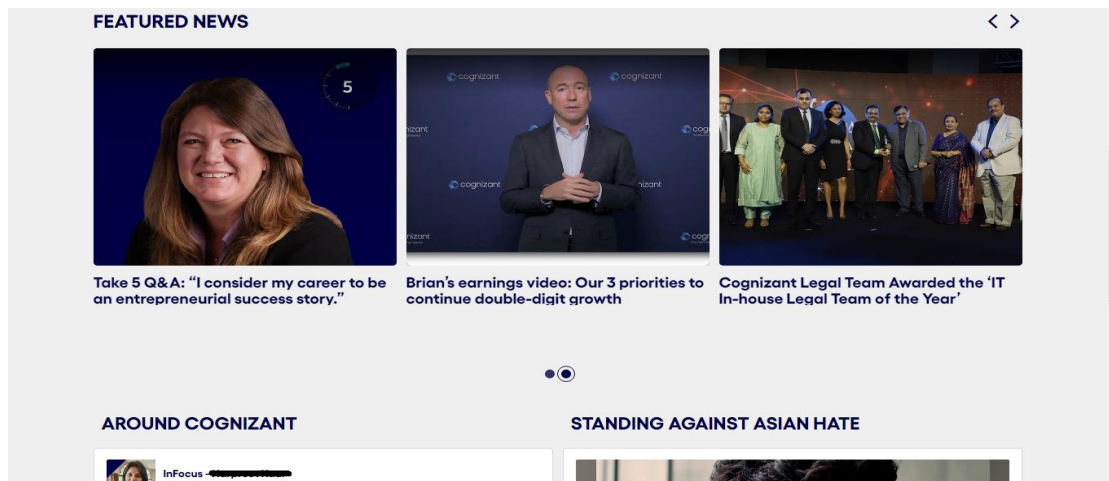 FEATURED NEWS
5
cognizant
cognizant
cognizant
Take 5 Q&A: “I consider my career to be
an entrepreneurial success story.”
Brian’s earnings video: Our 3 priorities to
continue double-digit growth
Cognizant Legal Team Awarded the ‘IT
In-house Legal Team of the Year’
AROUND COGNIZANT
STANDING AGAINST ASIAN HATE
InFocus -